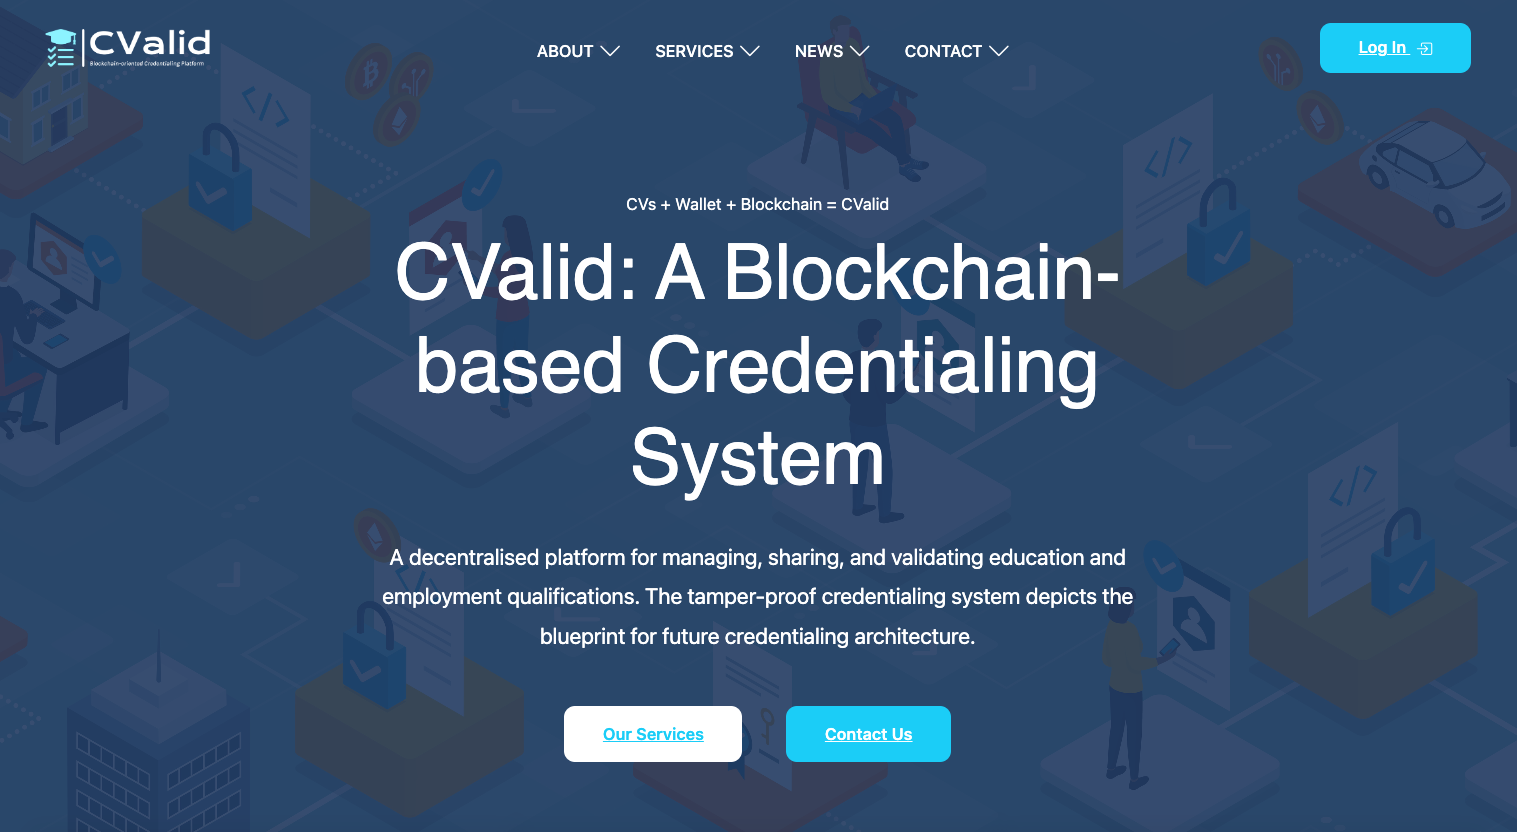 CValid
Blockchain-oriented Credentialing Platform
ABOUT
SERVICES
NEWS
CONTACT
Log In
CVs + Wallet + Blockchain = CValid
CValid: A Blockchain-
based Credentialing
System
A decentralised platform for managing, sharing, and validating education and
employment qualifications. The tamper-proof credentialing system depicts the
blueprint for future credentialing architecture.
Our Services
Contact Us